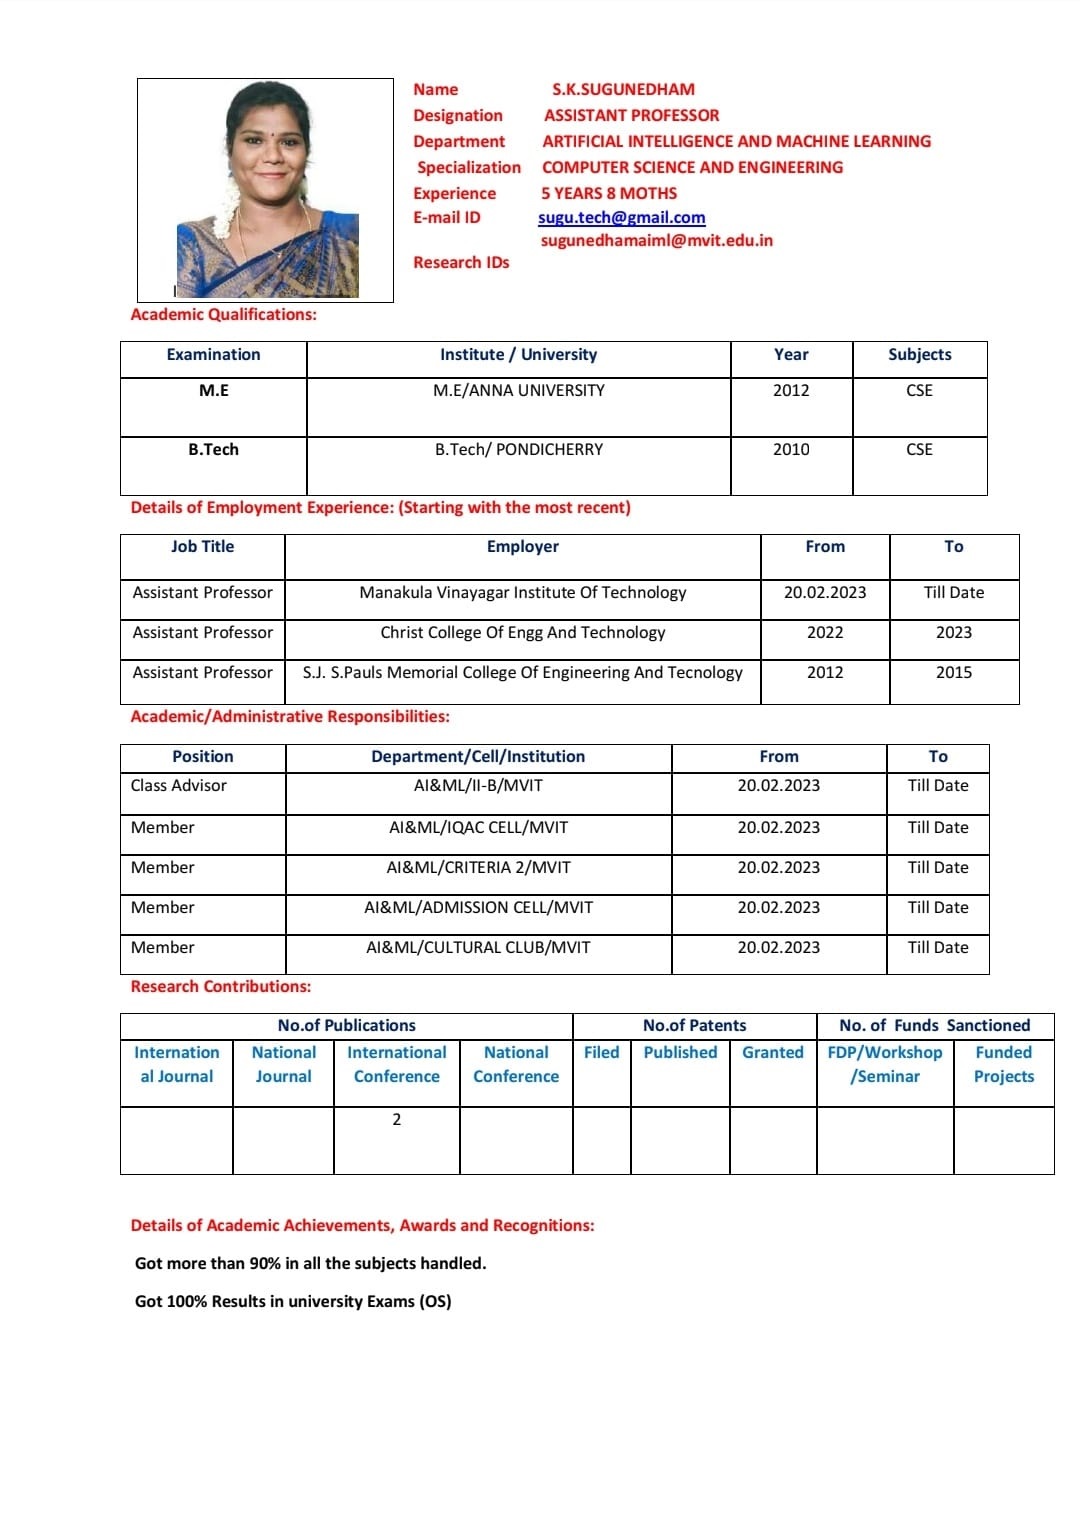 Name S.K.SUGUNEDHAM
Designation ASSISTANT PROFESSOR
Department ARTIFICIAL INTELLIGENCE AND MACHINE LEARNING
Specialization COMPUTER SCIENCE AND ENGINEERING
Experience 5 YEARS 8 MOTHS
E-mail ID sugu.tech@gmail.com
sugunedhamaiml@mvit.edu.in
Research IDs
Academic Qualifications:
Examination Institute / University Year Subjects
M.E M.E/ANNA UNIVERSITY 2012 CSE
B.Tech B.Tech/ PONDICHERRY 2010 CSE
Details of Employment Experience: (Starting with the most recent)
Job Title Employer From To
Assistant Professor Manakula Vinayagar Institute Of Technology 20.02.2023 Till Date
Assistant Professor Christ College Of Engg And Technology 2022 2023
Assistant Professor S.J. S.Pauls Memorial College Of Engineering And Tecnology 2012 2015
Academic/Administrative Responsibilities:
Position Department/Cell/Institution From To
Class Advisor AI&ML/II-B/MVIT 20.02.2023 Till Date
Member AI&ML/IQAC CELL/MVIT 20.02.2023 Till Date
Member AI&ML/CRITERIA 2/MVIT 20.02.2023 Till Date
Member AI&ML/ADMISSION CELL/MVIT 20.02.2023 Till Date
Member AI&ML/CULTURAL CLUB/MVIT 20.02.2023 Till Date
Research Contributions:
No.of Publications No.of Patents No. of Funds Sanctioned
Internation National International National Filed Published Granted FDP/Workshop Funded
al Journal Journal Conference Conference /Seminar Projects
2
Details of Academic Achievements, Awards and Recognitions:
Got more than 90% in all the subjects handled.
Got 100% Results in university Exams (OS)